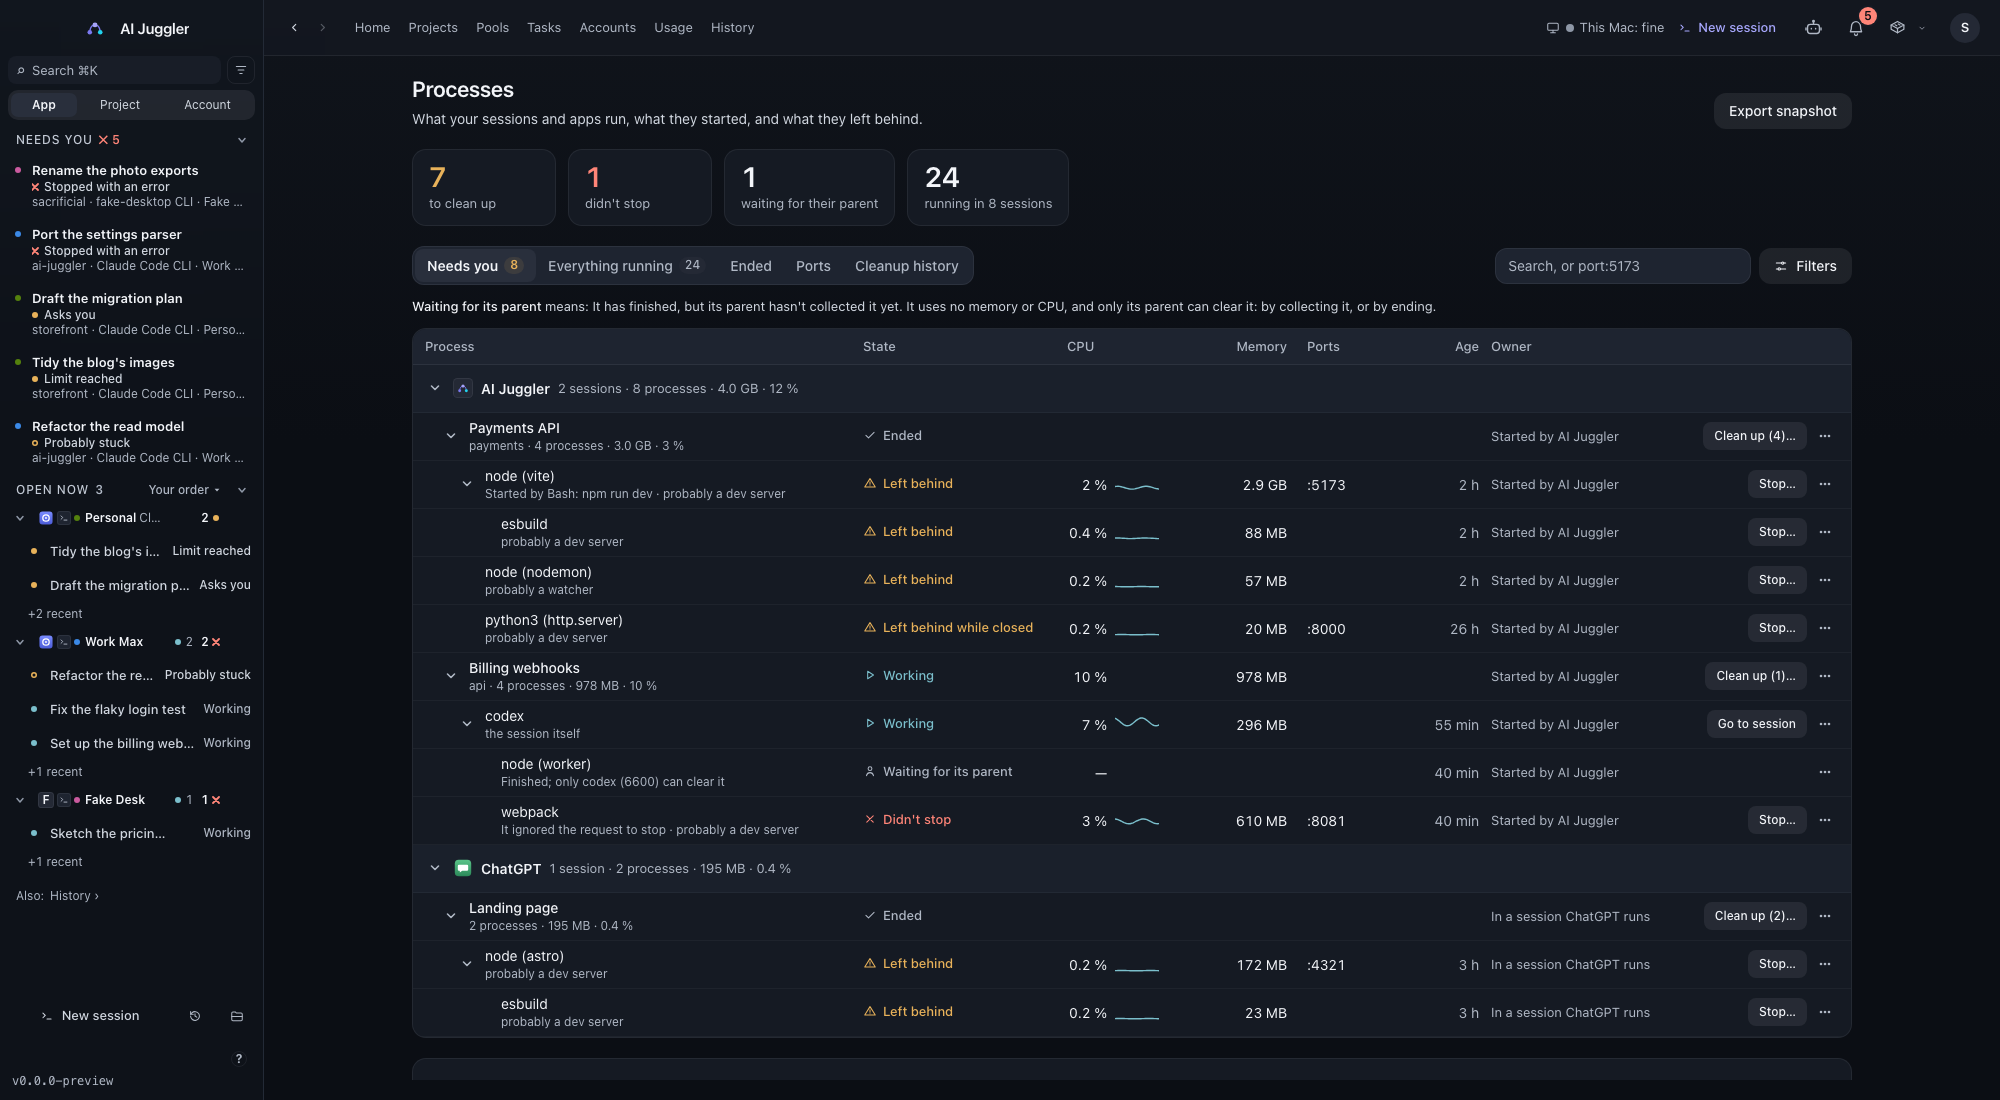 AI Juggler
Search ⌘K
App Project Account
NEEDS YOU 5
Rename the photo exports
Stopped with an error
sacrificial · fake-desktop CLI · Fake ...
Port the settings parser
Stopped with an error
ai-juggler · Claude Code CLI · Work ...
Draft the migration plan
Asks you
storefront · Claude Code CLI · Perso...
Tidy the blog's images
Limit reached
storefront · Claude Code CLI · Perso...
Refactor the read model
Probably stuck
ai-juggler · Claude Code CLI · Work ...
OPEN NOW 3 Your order
Personal Cl... 2
Tidy the blog's i... Limit reached
Draft the migration p... Asks you
+2 recent
Work Max 2 2
Refactor the re... Probably stuck
Fix the flaky login test Working
Set up the billing web... Working
+1 recent
F Fake Desk 1 1
Sketch the pricin... Working
+1 recent
Also: History ›
New session
?
v0.0.0-preview
Home Projects Pools Tasks Accounts Usage History
This Mac: fine New session 5 S
Processes
What your sessions and apps run, what they started, and what they left behind.
Export snapshot
7 to clean up
1 didn't stop
1 waiting for their parent
24 running in 8 sessions
Needs you 8 Everything running 24 Ended Ports Cleanup history
Search, or port:5173 Filters
Waiting for its parent means: It has finished, but its parent hasn't collected it yet. It uses no memory or CPU, and only its parent can clear it: by collecting it, or by ending.
Process State CPU Memory Ports Age Owner
AI Juggler 2 sessions · 8 processes · 4.0 GB · 12 %
Payments API Ended Started by AI Juggler Clean up (4)... ···
payments · 4 processes · 3.0 GB · 3 %
node (vite) Left behind 2 % 2.9 GB :5173 2 h Started by AI Juggler Stop... ···
Started by Bash: npm run dev · probably a dev server
esbuild Left behind 0.4 % 88 MB 2 h Started by AI Juggler Stop... ···
probably a dev server
node (nodemon) Left behind 0.2 % 57 MB 2 h Started by AI Juggler Stop... ···
probably a watcher
python3 (http.server) Left behind while closed 0.2 % 20 MB :8000 26 h Started by AI Juggler Stop... ···
probably a dev server
Billing webhooks Working 10 % 978 MB Started by AI Juggler Clean up (1)... ···
api · 4 processes · 978 MB · 10 %
codex Working 7 % 296 MB 55 min Started by AI Juggler Go to session ···
the session itself
node (worker) Waiting for its parent — 40 min Started by AI Juggler ···
Finished; only codex (6600) can clear it
webpack Didn't stop 3 % 610 MB :8081 40 min Started by AI Juggler Stop... ···
It ignored the request to stop · probably a dev server
ChatGPT 1 session · 2 processes · 195 MB · 0.4 %
Landing page Ended In a session ChatGPT runs Clean up (2)... ···
2 processes · 195 MB · 0.4 %
node (astro) Left behind 0.2 % 172 MB :4321 3 h In a session ChatGPT runs Stop... ···
probably a dev server
esbuild Left behind 0.2 % 23 MB 3 h In a session ChatGPT runs Stop... ···
probably a dev server